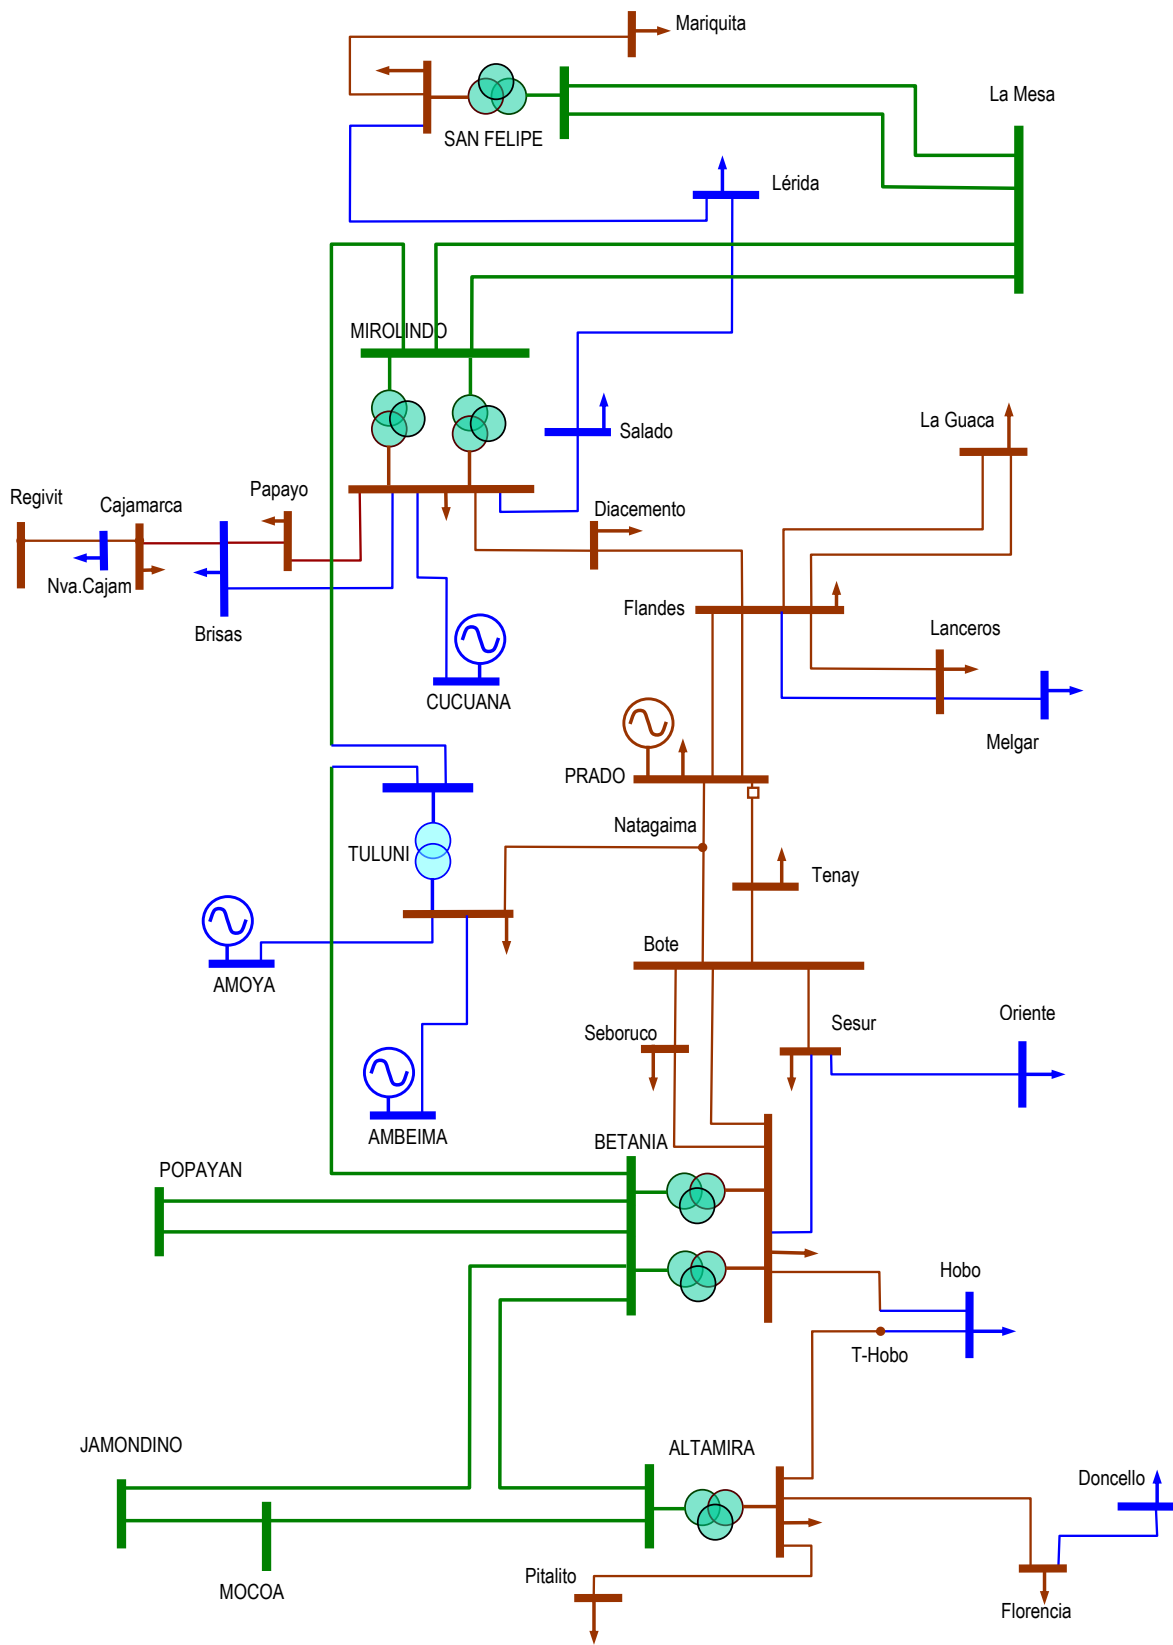 Mariquita
La Mesa
SAN FELIPE
Lérida
MIROLINDO
La Guaca
Salado
Regivit
Cajamarca
Papayo
Diacemento
Nva.Cajam
Flandes
Brisas
Lanceros
CUCUANA
Melgar
PRADO
Natagaima
TULUNI
Tenay
Bote
AMOYA
Oriente
Sesur
Seboruco
AMBEIMA
BETANIA
POPAYAN
Hobo
T-Hobo
JAMONDINO
ALTAMIRA
Doncello
Pitalito
MOCOA
Florencia